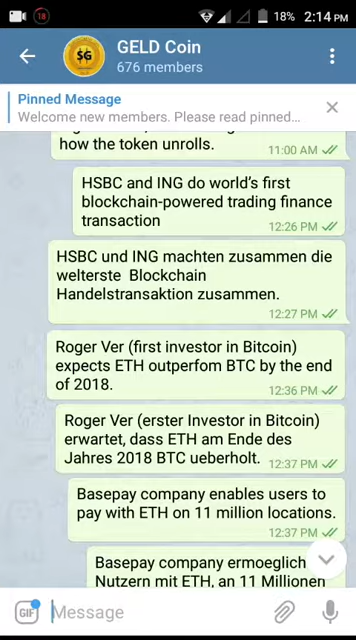 18
18%
2:14 PM
GELD Coin
676 members
Pinned Message
Welcome new members. Please read pinned...
how the token unrolls.
11:00 AM
HSBC and ING do world's first
blockchain-powered trading finance
transaction
12:26 PM
HSBC und ING machten zusammen die
welterste Blockchain
Handelstransaktion zusammen.
12:27 PM
Roger Ver (first investor in Bitcoin)
expects ETH outperfom BTC by the end
of 2018.
12:36 PM
Roger Ver (erster Investor in Bitcoin)
erwartet, dass ETH am Ende des
Jahres 2018 BTC ueberholt.
12:37 PM
Basepay company enables users to
pay with ETH on 11 million locations.
12:37 PM
Basepay company ermoeglich
Nutzern mit ETH, an 11 Millionen
GIF
Message